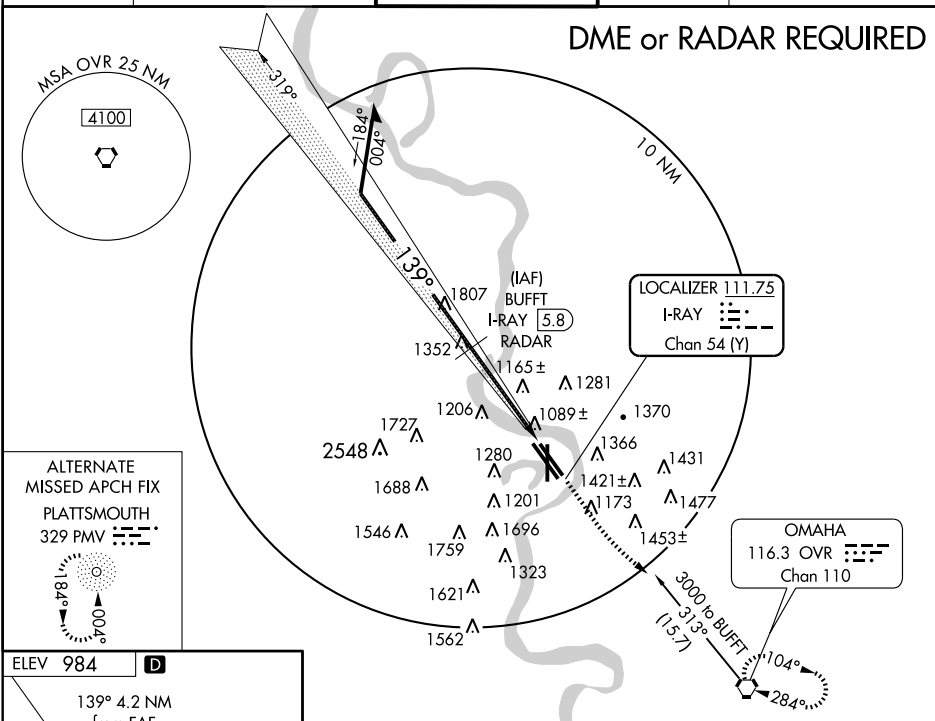 DME or RADAR REQUIRED
MSA OVR 25 NM
4100
319°
184°
004°
10 NM
139°
(IAF)
BUFFT
I-RAY 5.8
RADAR
LOCALIZER 111.75
I-RAY
Chan 54 (Y)
1807
1352
1165±
1281
1206
1089±
1370
1727
2548
1280
1366
1431
1688
1421±
1201
1173
1477
1546
1759
1696
1453±
1323
1621
1562
ALTERNATE
MISSED APCH FIX
PLATTSMOUTH
329 PMV
184°
004°
OMAHA
116.3 OVR
Chan 110
3000 to BUFFT
313°
(15.7)
104°
284°
ELEV 984 D
139° 4.2 NM